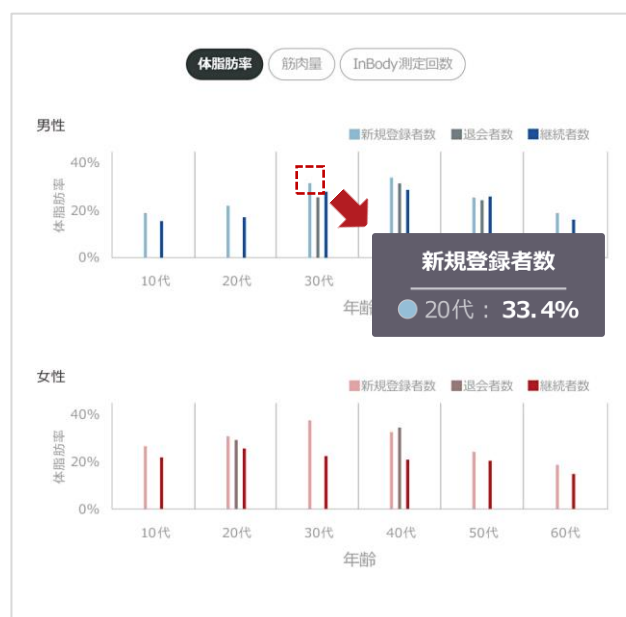 体脂肪率 筋肉量 InBody測定回数
男性
新規登録者数 退会者数 継続者数
40%
20%
0%
体脂肪率
10代 20代 30代
年齢
新規登録者数
20代 : 33.4%
女性
新規登録者数 退会者数 継続者数
40%
20%
0%
体脂肪率
10代 20代 30代 40代 50代 60代
年齢